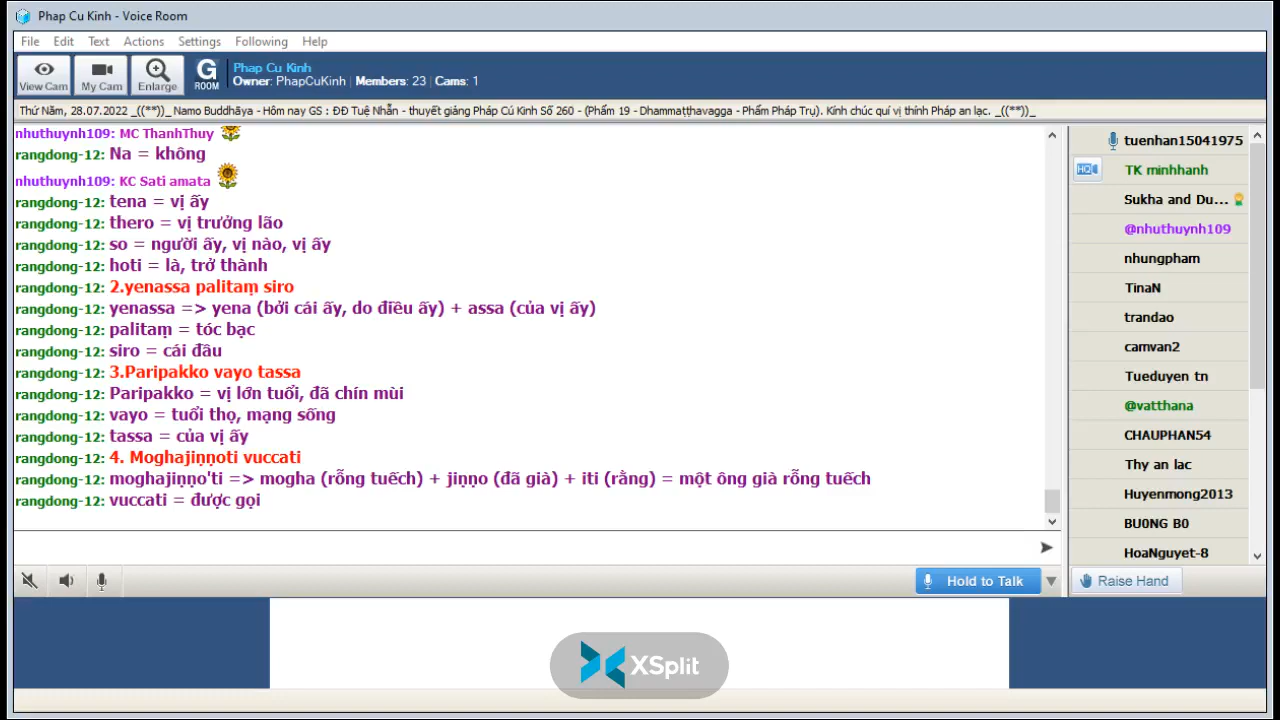 Phap Cu Kinh - Voice Room
File Edit Text Actions Settings Following Help
View Cam My Cam Enlarge G ROOM
Phap Cu Kinh
Owner: PhapCuKinh | Members: 23 | Cams: 1
Thứ Năm, 28.07.2022 _((**))_ Namo Buddhāya - Hôm nay GS : ĐĐ Tuệ Nhẫn - thuyết giảng Pháp Cú Kinh Số 260 - (Phẩm 19 - Dhammaṭṭhavagga - Phẩm Pháp Trụ). Kính chúc quí vị thính Pháp an lạc. _((**))_
nhuthuynh109: MC ThanhThuy
rangdong-12: Na = không
nhuthuynh109: KC Sati amata
rangdong-12: tena = vị ấy
rangdong-12: thero = vị trưởng lão
rangdong-12: so = người ấy, vị nào, vị ấy
rangdong-12: hoti = là, trở thành
rangdong-12: 2.yenassa palitaṃ siro
rangdong-12: yenassa => yena (bởi cái ấy, do điều ấy) + assa (của vị ấy)
rangdong-12: palitaṃ = tóc bạc
rangdong-12: siro = cái đầu
rangdong-12: 3.Paripakko vayo tassa
rangdong-12: Paripakko = vị lớn tuổi, đã chín mùi
rangdong-12: vayo = tuổi thọ, mạng sống
rangdong-12: tassa = của vị ấy
rangdong-12: 4. Moghajiṇṇoti vuccati
rangdong-12: moghajiṇṇo'ti => mogha (rỗng tuếch) + jiṇṇo (đã già) + iti (rằng) = một ông già rỗng tuếch
rangdong-12: vuccati = được gọi
tuenhan15041975
HQ TK minhhanh
Sukha and Du...
@nhuthuynh109
nhungpham
TinaN
trandao
camvan2
Tueduyen tn
@vatthana
CHAUPHAN54
Thy an lac
Huyenmong2013
BU0NG B0
HoaNguyet-8
Hold to Talk
Raise Hand
XSplit